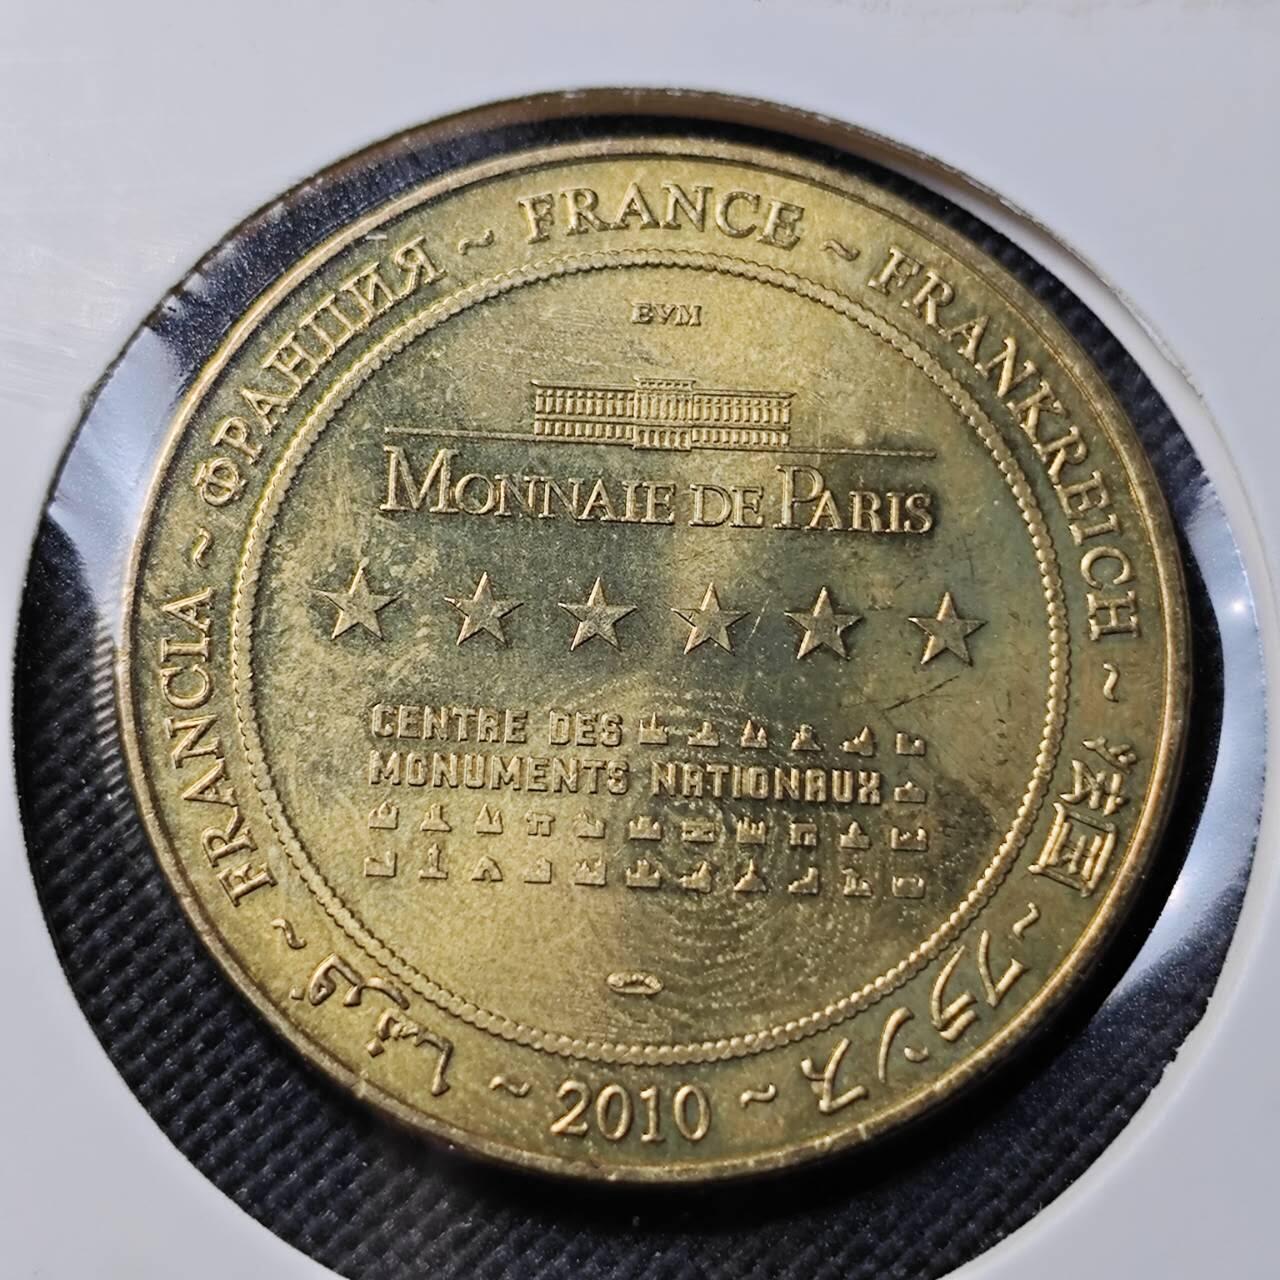 FRANCE ~ FRANKREICH ~ 法国 ~ フランス ~ 2010 ~ فرنسا ~ FRANCIA ~ ФРАНЦИЯ ~
EVM
MONNAIE DE PARIS
CENTRE DES
MONUMENTS NATIONAUX